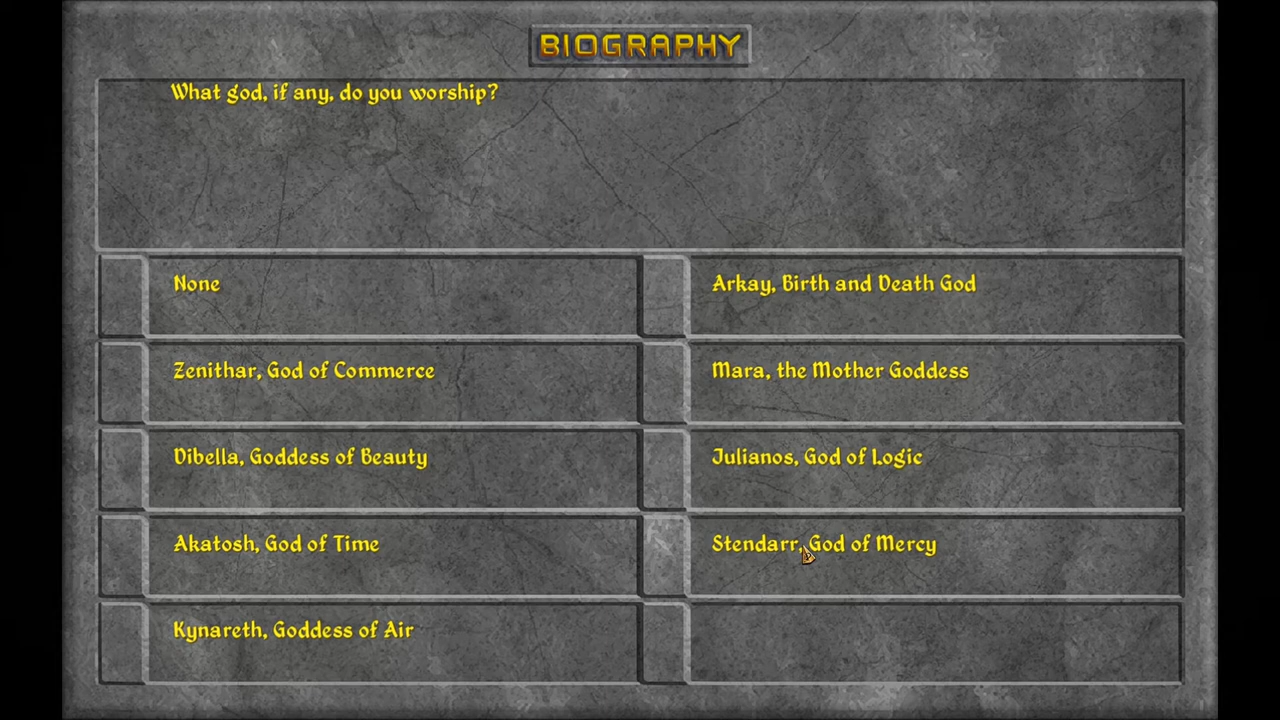 BIOGRAPHY
What god, if any, do you worship?
None
Arkay, Birth and Death God
Zenithar, God of Commerce
Mara, the Mother Goddess
Dibella, Goddess of Beauty
Julianos, God of Logic
Akatosh, God of Time
Stendarr, God of Mercy
Kynareth, Goddess of Air